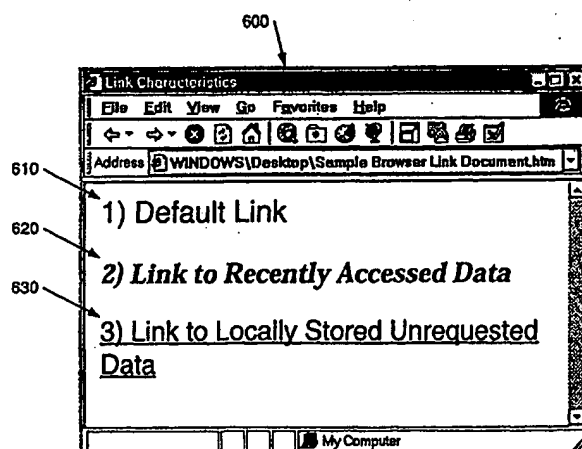 600
Link Characteristics
File Edit View Go Favorites Help
Address WINDOWS\Desktop\Sample Browser Link Document.htm
610
1) Default Link
620
2) Link to Recently Accessed Data
630
3) Link to Locally Stored Unrequested
Data
My Computer